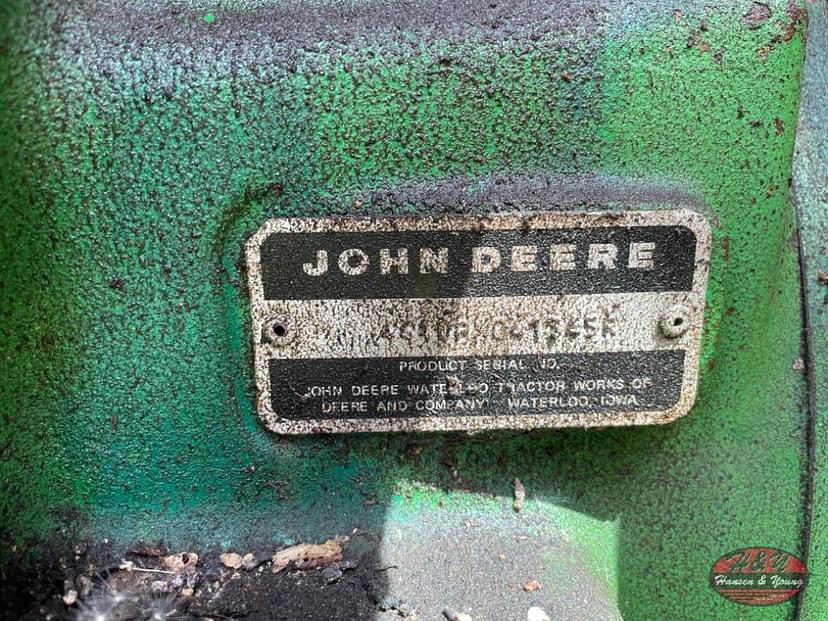 JOHN DEERE
PRODUCT SERIAL NO.
JOHN DEERE WATERLOO TRACTOR WORKS OF
DEERE AND COMPANY WATERLOO, IOWA
H&Y
Hansen & Young